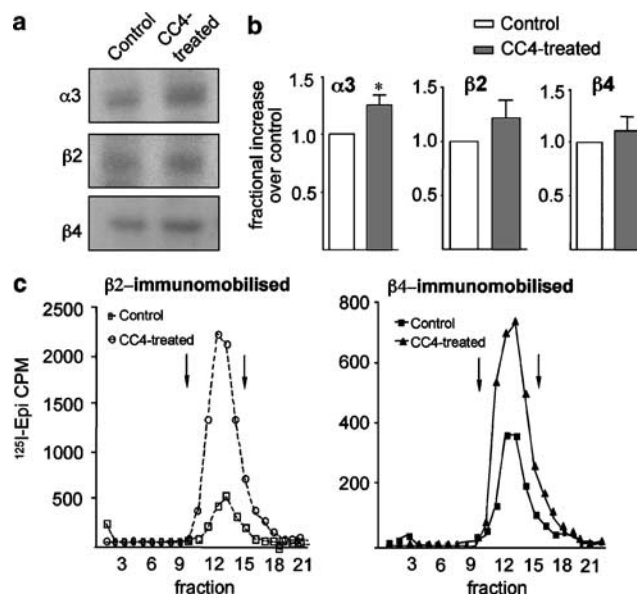 a
Control
CC4-
treated
α3
β2
β4
b
Control
CC4-treated
fractional increase
over control
α3
*
1.5
1.0
0.5
β2
1.5
1.0
0.5
β4
1.5
1.0
0.5
c
β2–immunomobilised
Control
CC4-treated
125I-Epi CPM
2500
2000
1500
1000
500
3 6 9 12 15 18 21
fraction
β4–immunomobilised
Control
CC4-treated
800
600
400
200
3 6 9 12 15 18 21
fraction